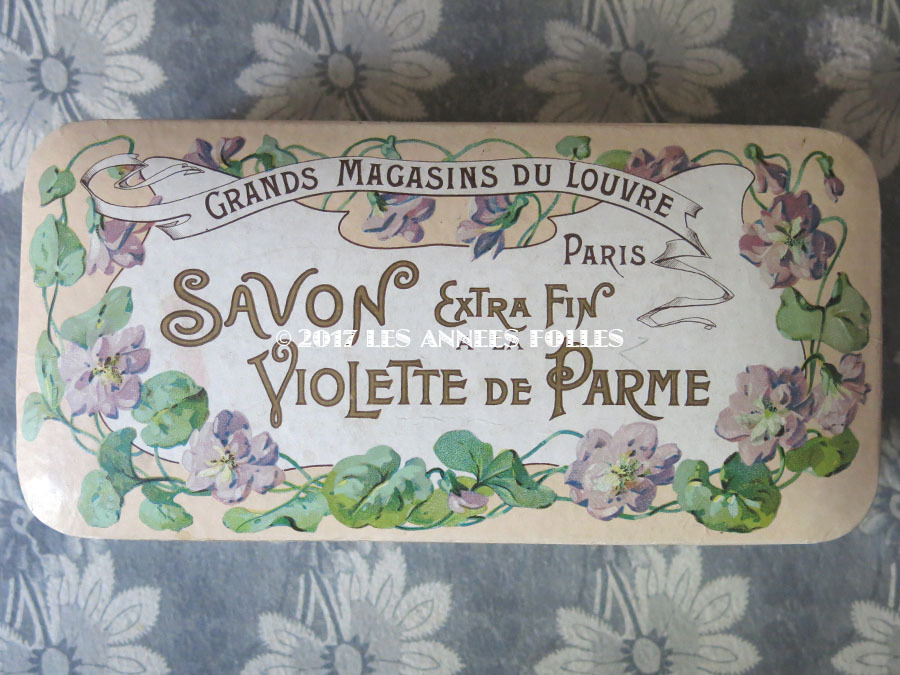 GRANDS MAGASINS DU LOUVRE
PARIS
SAVON EXTRA FIN
© 2017 LES ANNEES FOLLES
A LA
VIOLETTE DE PARME